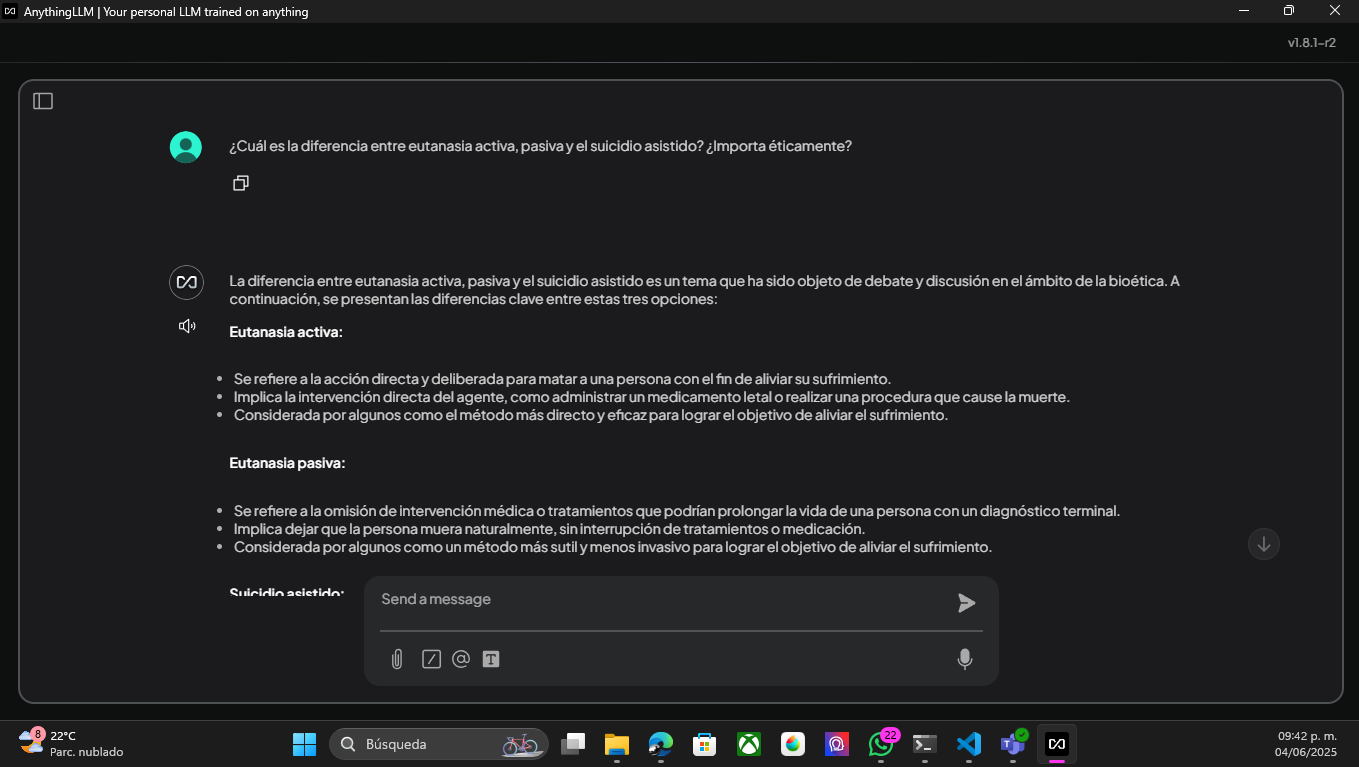 AnythingLLM | Your personal LLM trained on anything
v1.8.1-r2
¿Cuál es la diferencia entre eutanasia activa, pasiva y el suicidio asistido? ¿Importa éticamente?
La diferencia entre eutanasia activa, pasiva y el suicidio asistido es un tema que ha sido objeto de debate y discusión en el ámbito de la bioética. A
continuación, se presentan las diferencias clave entre estas tres opciones:
Eutanasia activa:
• Se refiere a la acción directa y deliberada para matar a una persona con el fin de aliviar su sufrimiento.
• Implica la intervención directa del agente, como administrar un medicamento letal o realizar una procedura que cause la muerte.
• Considerada por algunos como el método más directo y eficaz para lograr el objetivo de aliviar el sufrimiento.
Eutanasia pasiva:
• Se refiere a la omisión de intervención médica o tratamientos que podrían prolongar la vida de una persona con un diagnóstico terminal.
• Implica dejar que la persona muera naturalmente, sin interrupción de tratamientos o medicación.
• Considerada por algunos como un método más sutil y menos invasivo para lograr el objetivo de aliviar el sufrimiento.
Suicidio asistido:
Send a message
8
22°C
Parc. nublado
Búsqueda
22
09:42 p. m.
04/06/2025